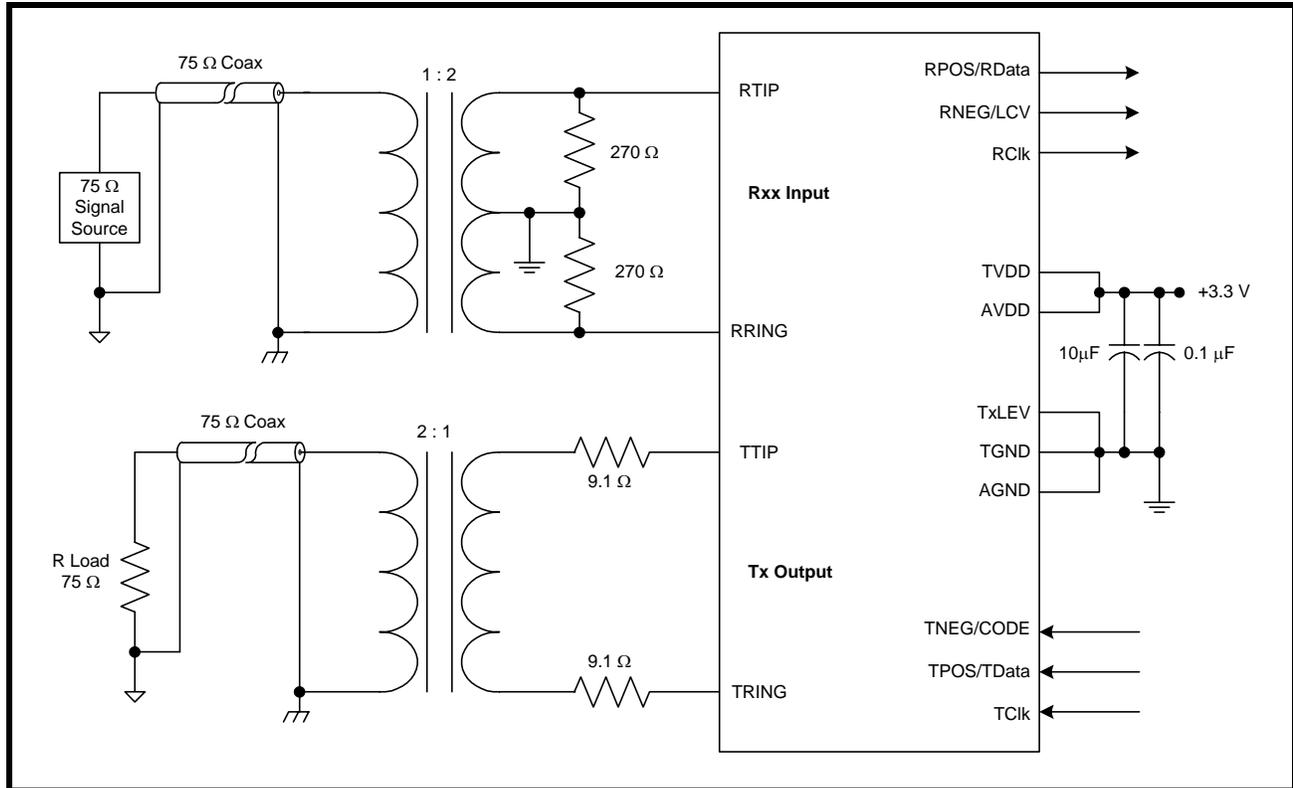 75 Ω Coax
1 : 2
75 Ω
Signal
Source
270 Ω
270 Ω
RTIP
Rxx Input
RRING
RPOS/RData
RNEG/LCV
RClk
TVDD
AVDD
+3.3 V
10μF
0.1 μF
TxLEV
TGND
AGND
75 Ω Coax
2 : 1
R Load
75 Ω
9.1 Ω
9.1 Ω
TTIP
Tx Output
TRING
TNEG/CODE
TPOS/TData
TClk